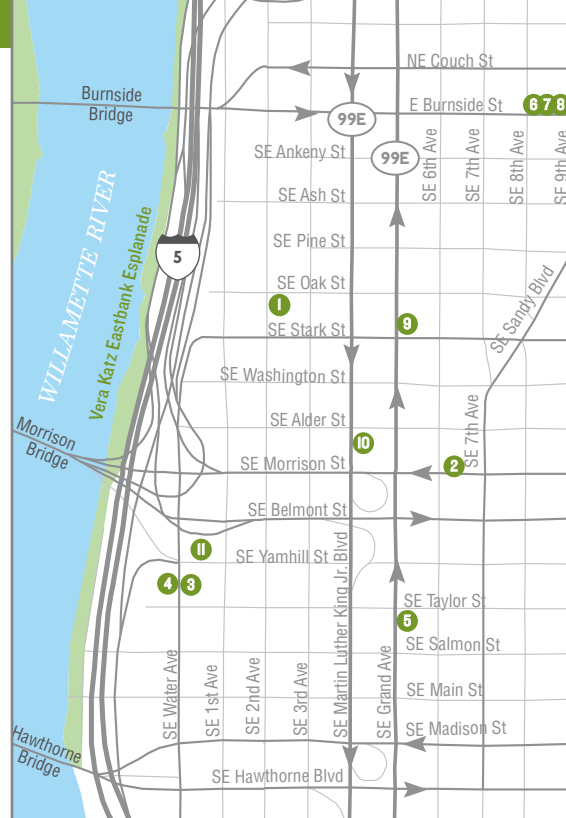 NE Couch St
Burnside
Bridge
E Burnside St
6 7 8
99E
SE Ankeny St
99E
SE 6th Ave
SE 7th Ave
SE 8th Ave
SE 9th Ave
SE Ash St
WILLAMETTE RIVER
Vera Katz Eastbank Esplanade
SE Pine St
5
SE Oak St
SE Sandy Blvd
1
9
SE Stark St
SE Washington St
SE 7th Ave
SE Alder St
Morrison
Bridge
10
SE Morrison St
2
SE Belmont St
11
SE Yamhill St
4 3
SE Taylor St
5
SE Salmon St
SE Water Ave
SE 1st Ave
SE 2nd Ave
SE 3rd Ave
SE Martin Luther King Jr. Blvd
SE Grand Ave
SE Main St
SE Madison St
Hawthorne
Bridge
SE Hawthorne Blvd